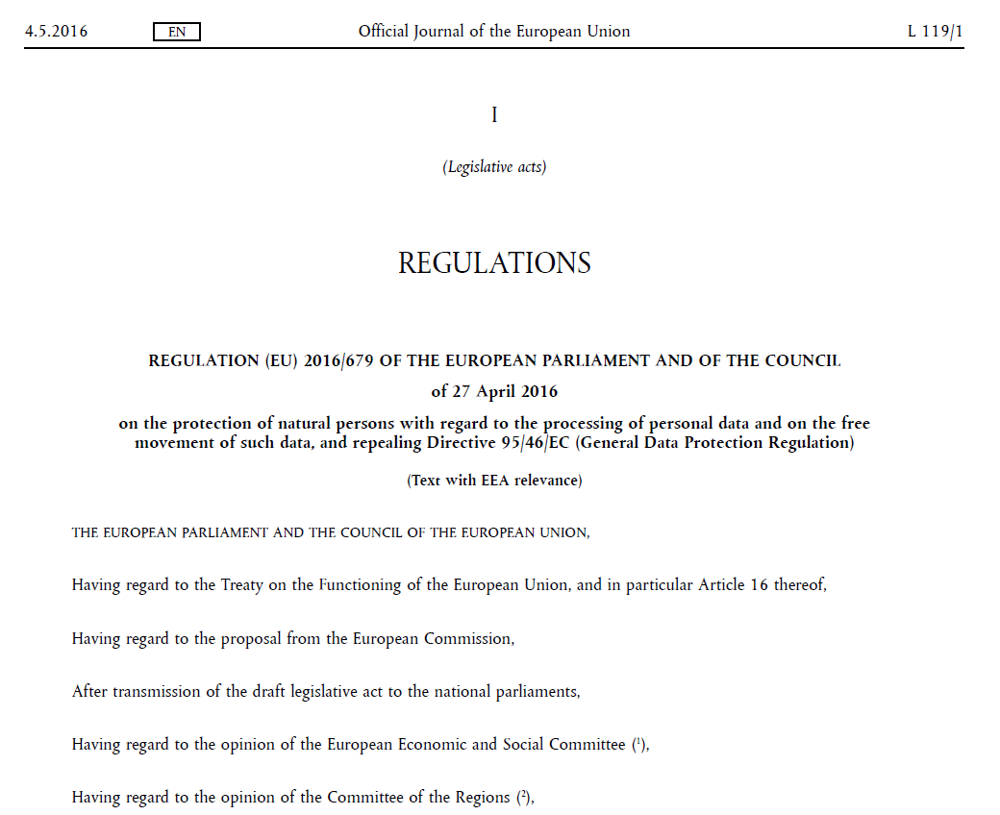 4.5.2016 EN Official Journal of the European Union L 119/1
I
(Legislative acts)
REGULATIONS
REGULATION (EU) 2016/679 OF THE EUROPEAN PARLIAMENT AND OF THE COUNCIL
of 27 April 2016
on the protection of natural persons with regard to the processing of personal data and on the free
movement of such data, and repealing Directive 95/46/EC (General Data Protection Regulation)
(Text with EEA relevance)
THE EUROPEAN PARLIAMENT AND THE COUNCIL OF THE EUROPEAN UNION,
Having regard to the Treaty on the Functioning of the European Union, and in particular Article 16 thereof,
Having regard to the proposal from the European Commission,
After transmission of the draft legislative act to the national parliaments,
Having regard to the opinion of the European Economic and Social Committee (¹),
Having regard to the opinion of the Committee of the Regions (²),